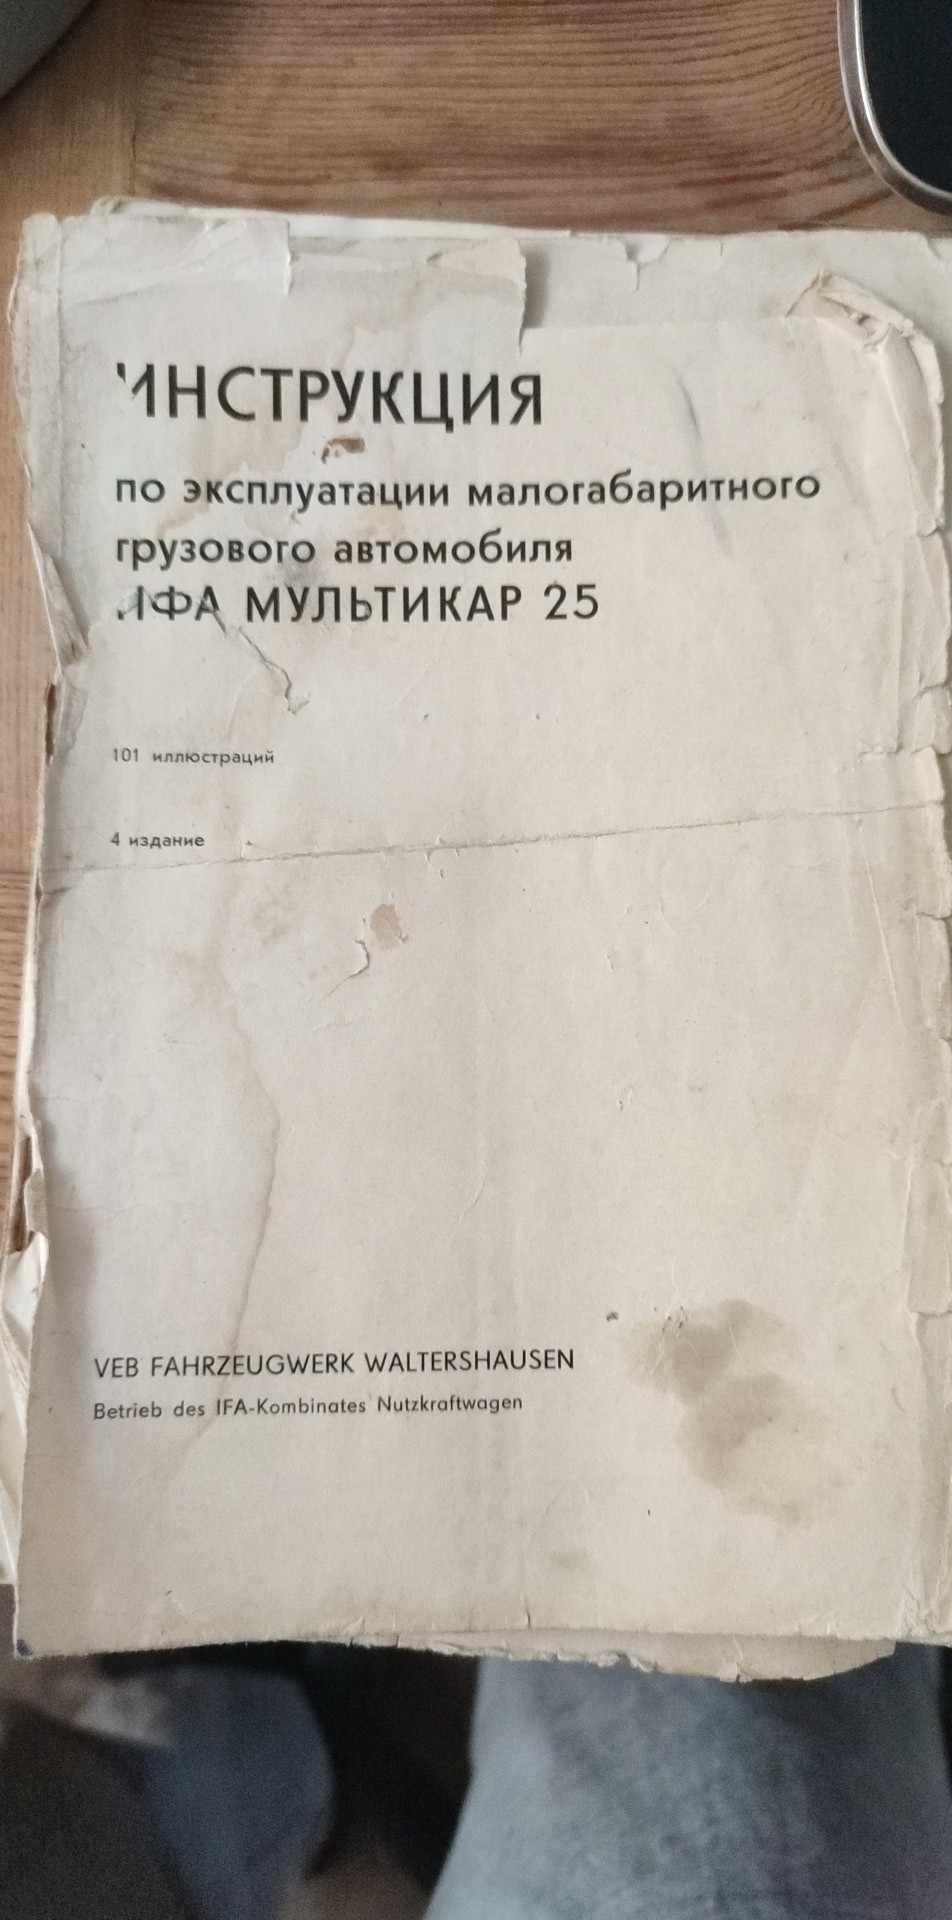 ИНСТРУКЦИЯ
по эксплуатации малогабаритного
грузового автомобиля
ИФА МУЛЬТИКАР 25
101 иллюстраций
4 издание
VEB FAHRZEUGWERK WALTERSHAUSEN
Betrieb des IFA-Kombinates Nutzkraftwagen